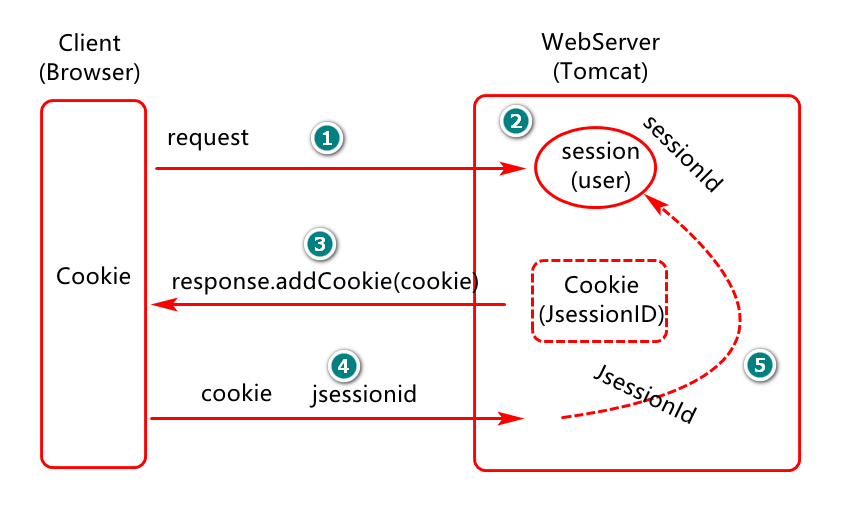 Client
(Browser)
WebServer
(Tomcat)
request
1
2
session
(user)
sessionId
3
response.addCookie(cookie)
Cookie
Cookie
(JsessionID)
4
cookie jsessionid
JsessionId
5